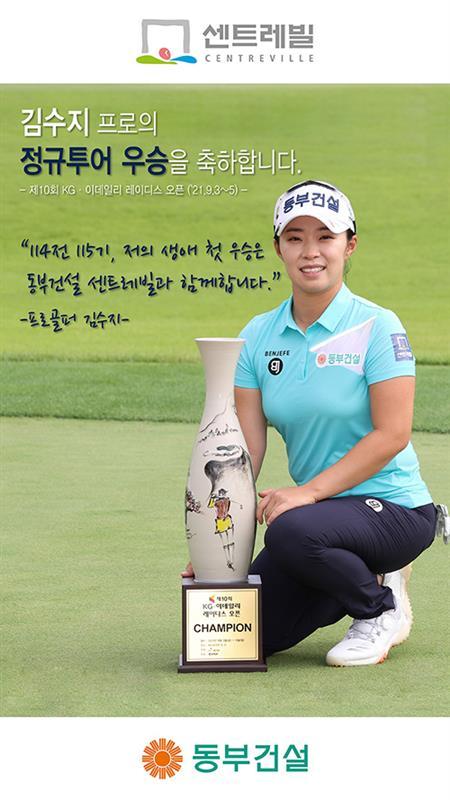 센트레빌
CENTREVILLE
김수지 프로의
정규투어 우승을 축하합니다.
– 제10회 KG · 이데일리 레이디스 오픈 ('21.9.3~5) –
동부건설
"114전 115기, 저의 생애 첫 우승은
동부건설 센트레빌과 함께합니다."
-프로골퍼 김수지-
BENJEFE
동부건설
제10회
KG·이데일리
레이디스 오픈
CHAMPION
동부건설